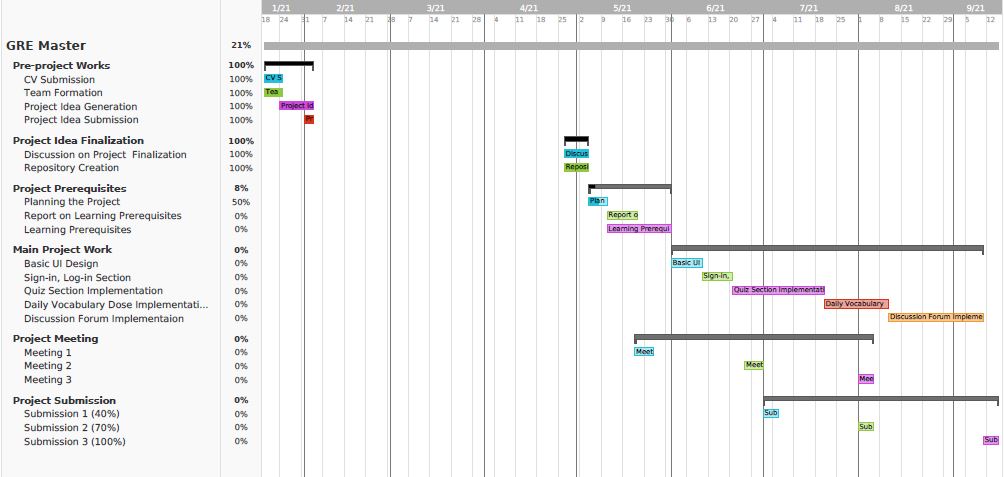 1/21 2/21 3/21 4/21 5/21 6/21 7/21 8/21 9/21
18 24 31 7 14 21 28 7 14 21 28 4 11 18 25 2 9 16 23 30 6 13 20 27 4 11 18 25 1 8 15 22 29 5 12
GRE Master 21%
Pre-project Works 100%
CV Submission 100% CV S
Team Formation 100% Tea
Project Idea Generation 100% Project Id
Project Idea Submission 100% Pr
Project Idea Finalization 100%
Discussion on Project Finalization 100% Discus
Repository Creation 100% Reposi
Project Prerequisites 8%
Planning the Project 50% Plan
Report on Learning Prerequisites 0% Report o
Learning Prerequisites 0% Learning Prerequi
Main Project Work 0%
Basic UI Design 0% Basic UI
Sign-in, Log-in Section 0% Sign-in,
Quiz Section Implementation 0% Quiz Section Implementati
Daily Vocabulary Dose Implementati... 0% Daily Vocabulary
Discussion Forum Implementaion 0% Discussion Forum Impleme
Project Meeting 0%
Meeting 1 0% Meet
Meeting 2 0% Meet
Meeting 3 0% Mee
Project Submission 0%
Submission 1 (40%) 0% Sub
Submission 2 (70%) 0% Sub
Submission 3 (100%) 0% Sub